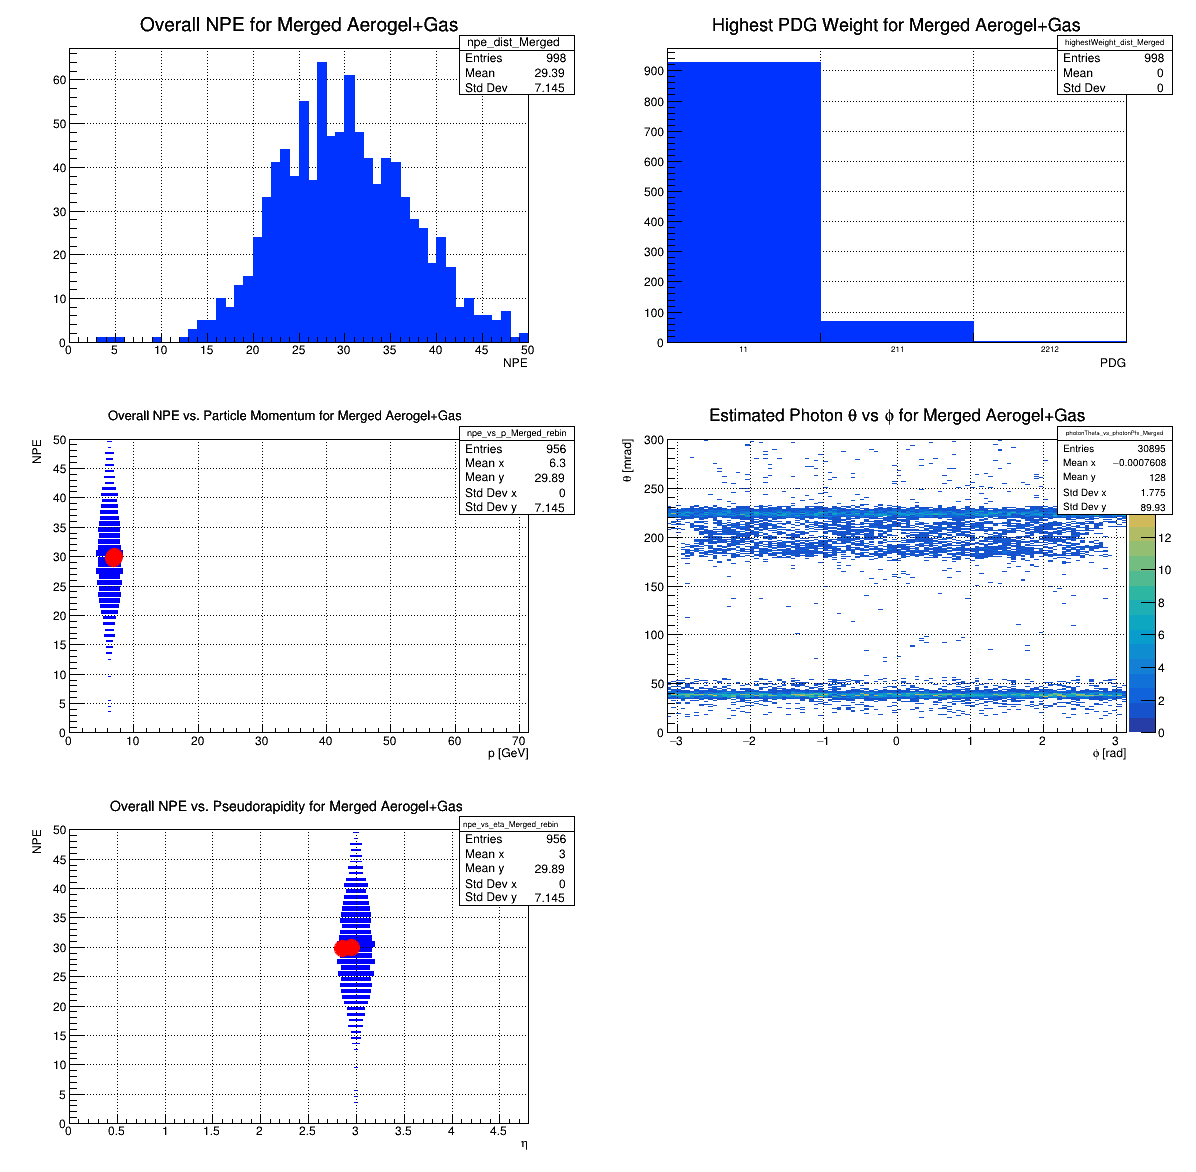 Overall NPE for Merged Aerogel+Gas
npe_dist_Merged
Entries 998
Mean 29.39
Std Dev 7.145
60
50
40
30
20
10
0
0 5 10 15 20 25 30 35 40 45 50
NPE
Highest PDG Weight for Merged Aerogel+Gas
highestWeight_dist_Merged
Entries 998
Mean 0
Std Dev 0
900
800
700
600
500
400
300
200
100
0
11 211 2212
PDG
Overall NPE vs. Particle Momentum for Merged Aerogel+Gas
NPE
npe_vs_p_Merged_rebin
Entries 956
Mean x 6.3
Mean y 29.89
Std Dev x 0
Std Dev y 7.145
50
45
40
35
30
25
20
15
10
5
0
0 10 20 30 40 50 60 70
p [GeV]
Estimated Photon θ vs ϕ for Merged Aerogel+Gas
θ [mrad]
photonTheta_vs_photonPhi_Merged
Entries 30895
Mean x −0.0007608
Mean y 128
Std Dev x 1.775
Std Dev y 89.93
300
250
200
150
100
50
0
−3 −2 −1 0 1 2 3
ϕ [rad]
12
10
8
6
4
2
0
Overall NPE vs. Pseudorapidity for Merged Aerogel+Gas
NPE
npe_vs_eta_Merged_rebin
Entries 956
Mean x 3
Mean y 29.89
Std Dev x 0
Std Dev y 7.145
50
45
40
35
30
25
20
15
10
5
0
0 0.5 1 1.5 2 2.5 3 3.5 4 4.5
η